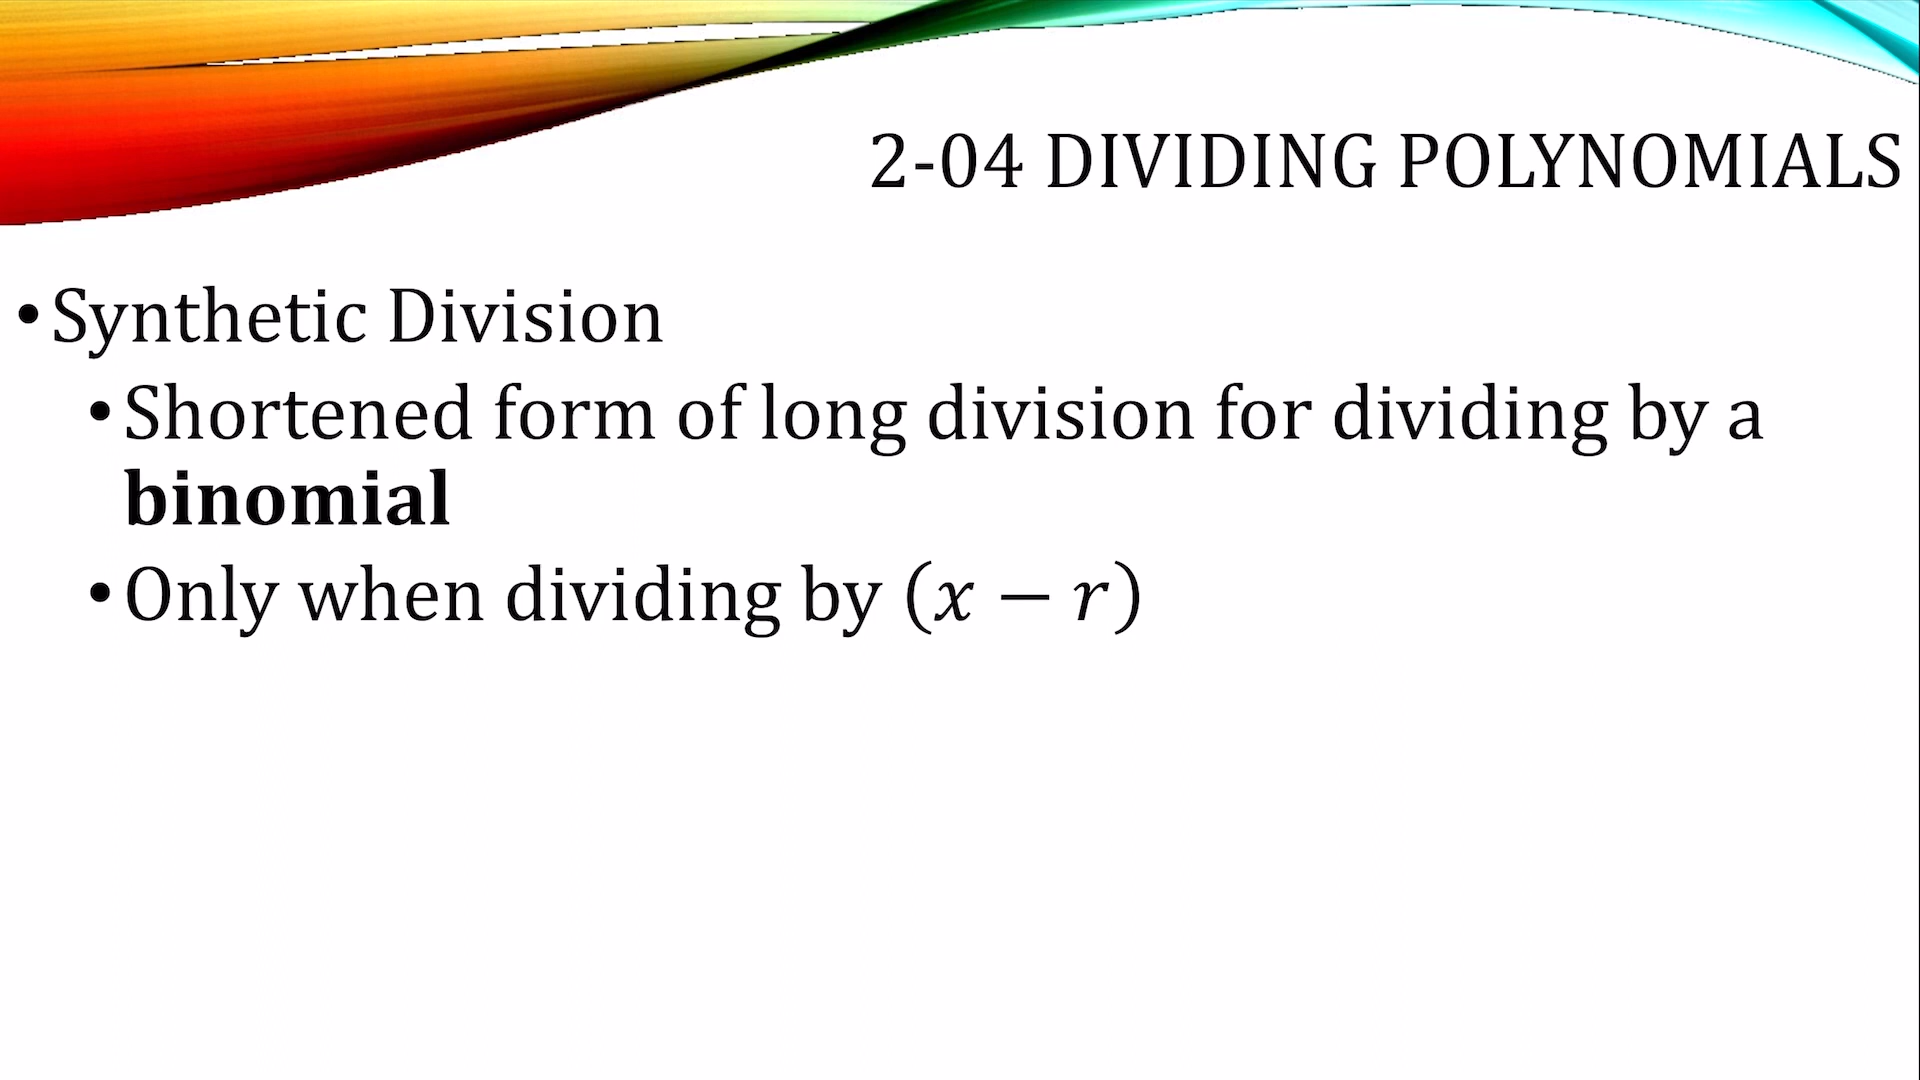 2-04 DIVIDING POLYNOMIALS
• Synthetic Division
• Shortened form of long division for dividing by a
binomial
• Only when dividing by (x − r)